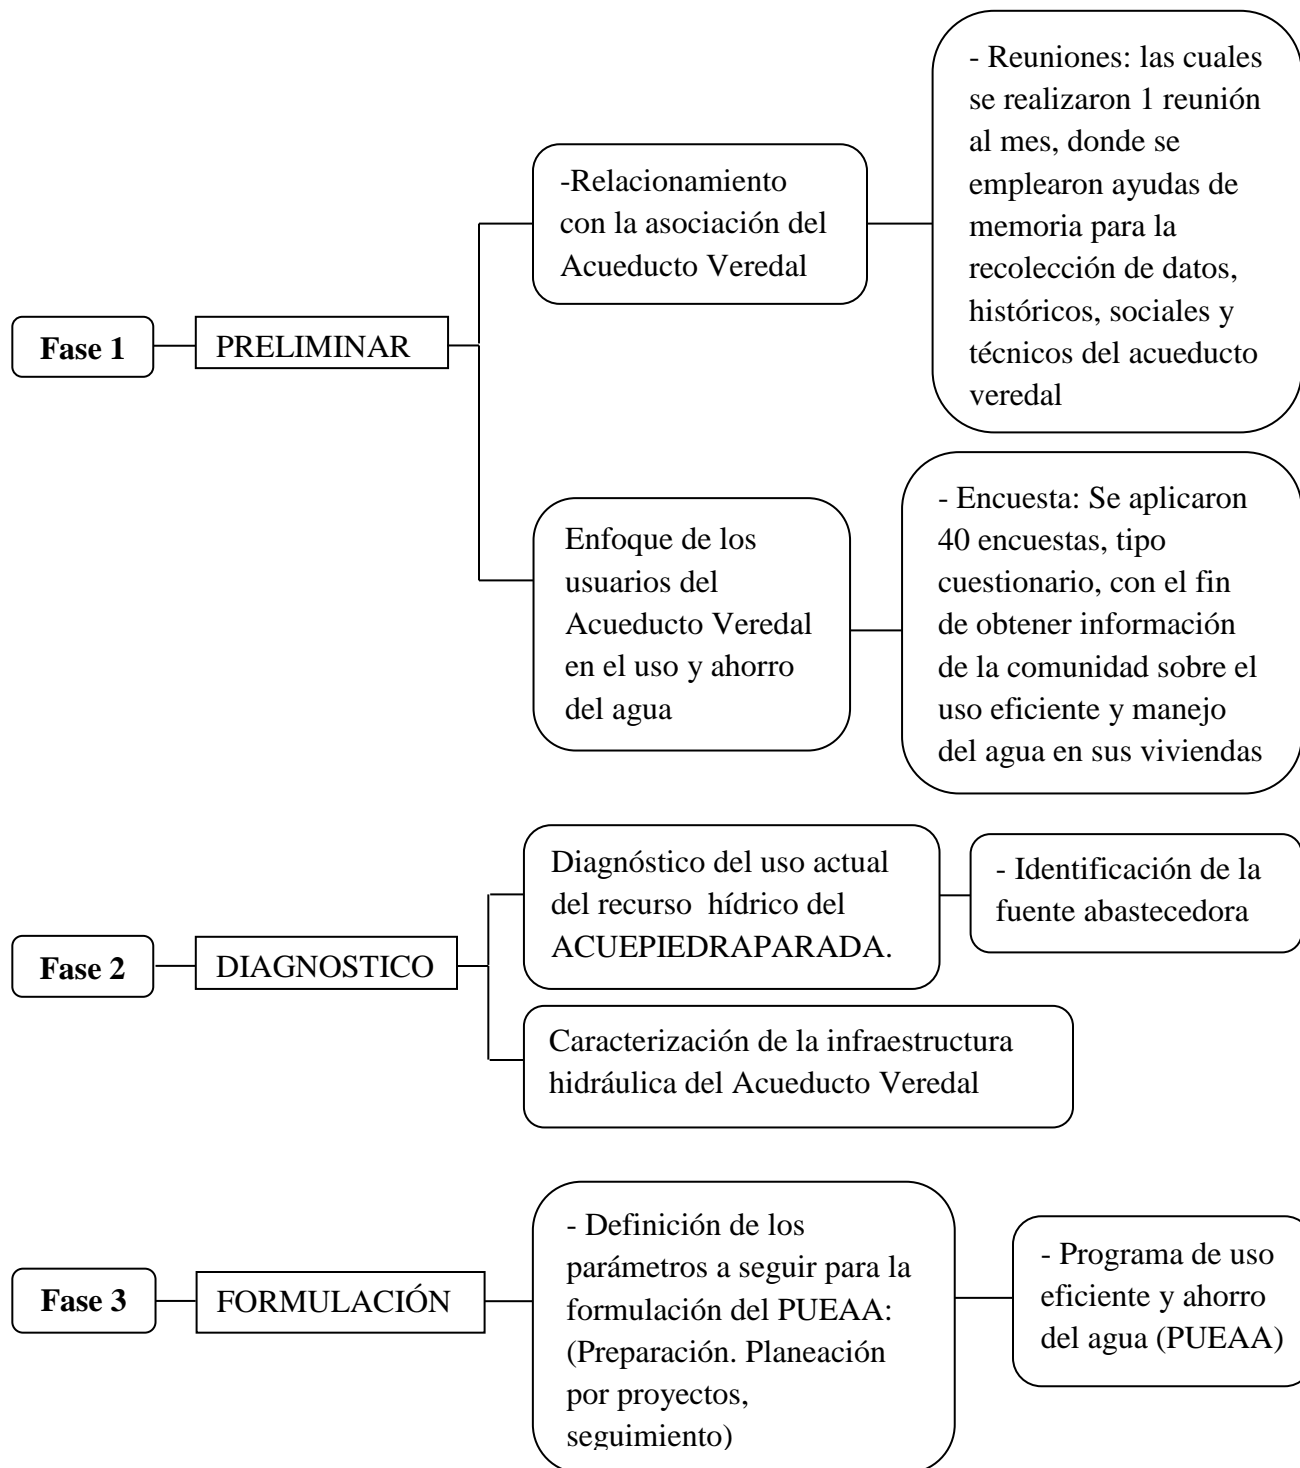 Fase 1
PRELIMINAR
-Relacionamiento
con la asociación del
Acueducto Veredal
- Reuniones: las cuales
se realizaron 1 reunión
al mes, donde se
emplearon ayudas de
memoria para la
recolección de datos,
históricos, sociales y
técnicos del acueducto
veredal
Enfoque de los
usuarios del
Acueducto Veredal
en el uso y ahorro
del agua
- Encuesta: Se aplicaron
40 encuestas, tipo
cuestionario, con el fin
de obtener información
de la comunidad sobre el
uso eficiente y manejo
del agua en sus viviendas
Fase 2
DIAGNOSTICO
Diagnóstico del uso actual
del recurso  hídrico del
ACUEPIEDRAPARADA.
- Identificación de la
fuente abastecedora
Caracterización de la infraestructura
hidráulica del Acueducto Veredal
Fase 3
FORMULACIÓN
- Definición de los
parámetros a seguir para la
formulación del PUEAA:
(Preparación. Planeación
por proyectos,
seguimiento)
- Programa de uso
eficiente y ahorro
del agua (PUEAA)